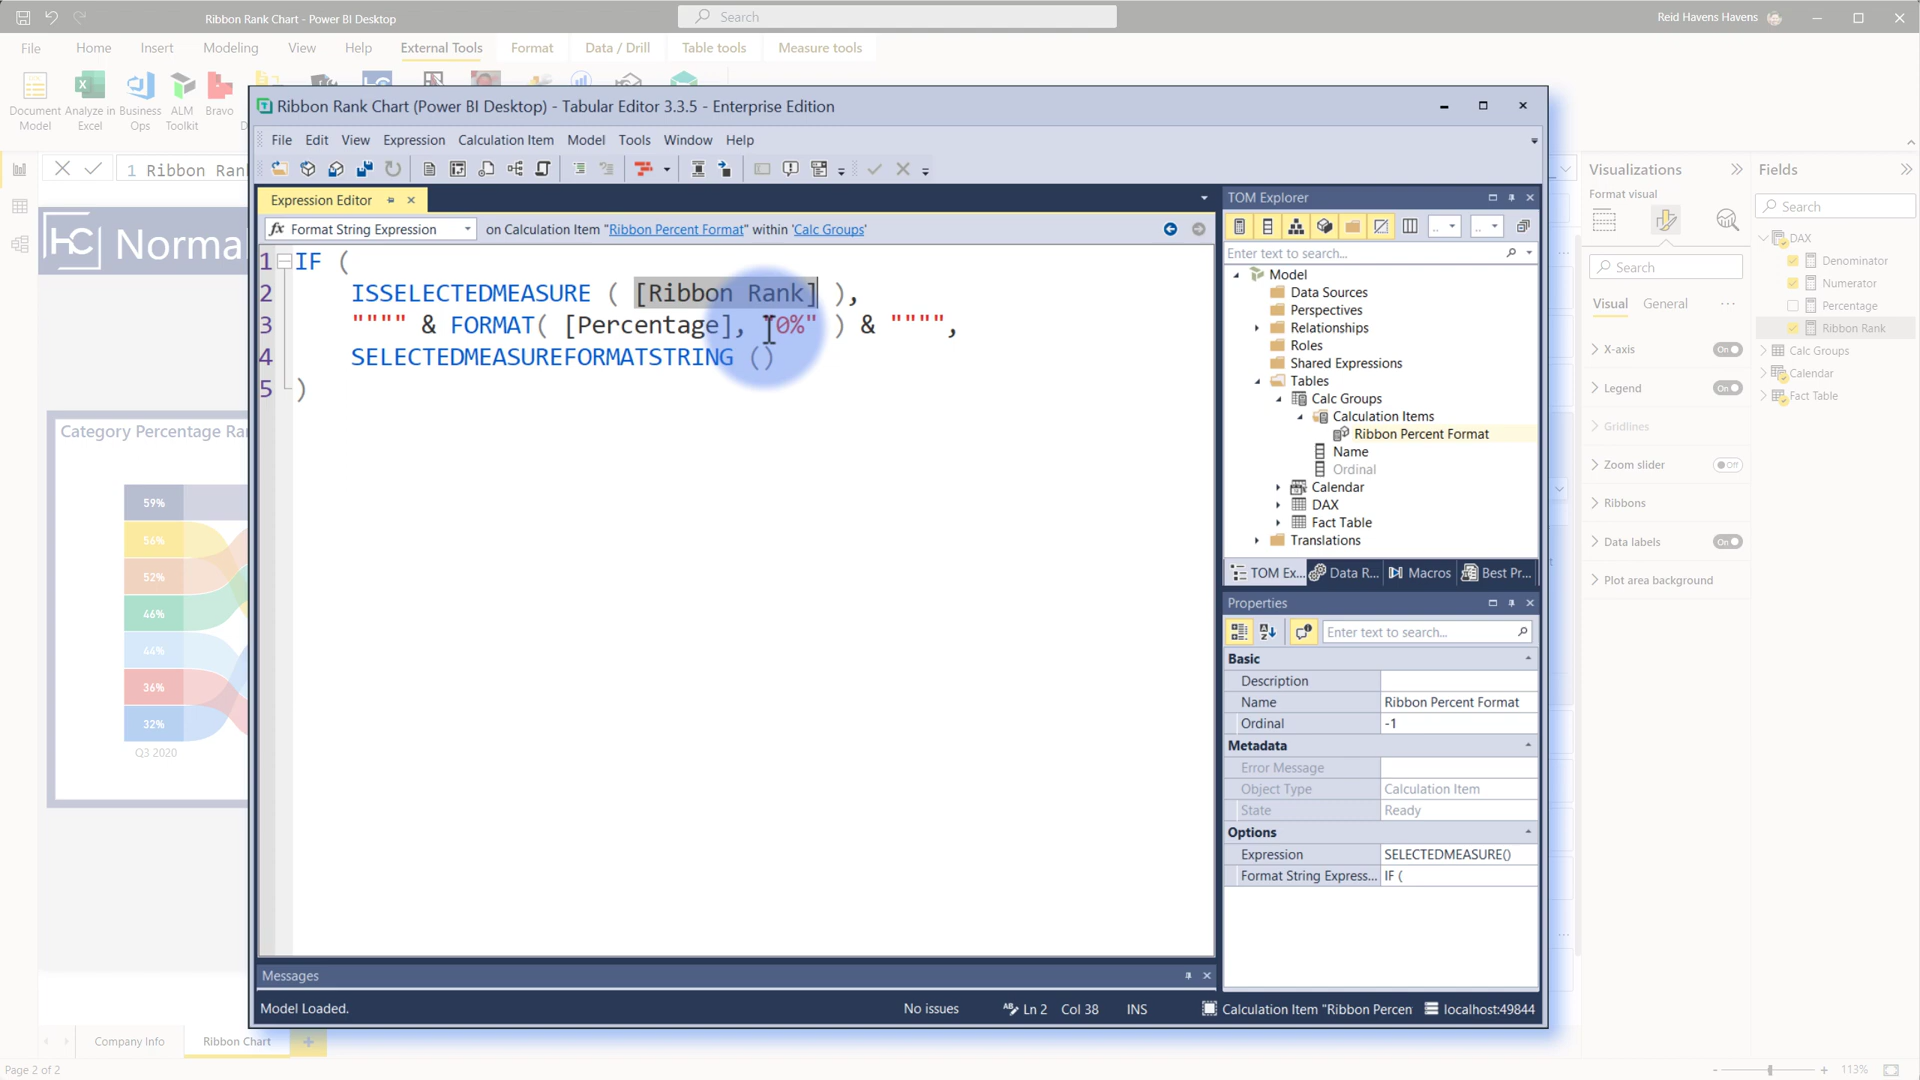 Ribbon Rank Chart - Power BI Desktop
Search
Reid Havens Havens
File Home Insert Modeling View Help External Tools Format Data / Drill Table tools Measure tools
Document Model
Analyze in Excel
Business Ops
ALM Toolkit
Bravo
1 Ribbon Ran
HC Norma
Category Percentage Ra
59%
56%
52%
46%
44%
36%
32%
Q3 2020
Company Info Ribbon Chart +
Page 2 of 2
Ribbon Rank Chart (Power BI Desktop) - Tabular Editor 3.3.5 - Enterprise Edition
File Edit View Expression Calculation Item Model Tools Window Help
Expression Editor
fx Format String Expression on Calculation Item "Ribbon Percent Format" within 'Calc Groups'
1 IF (
2 ISSELECTEDMEASURE ( [Ribbon Rank] ),
3 """" & FORMAT( [Percentage], "0%" ) & """",
4 SELECTEDMEASUREFORMATSTRING ()
5 )
Messages
Model Loaded.
No issues Ln 2 Col 38 INS Calculation Item "Ribbon Percen localhost:49844
TOM Explorer
Enter text to search...
Model
Data Sources
Perspectives
Relationships
Roles
Shared Expressions
Tables
Calc Groups
Calculation Items
Ribbon Percent Format
Name
Ordinal
Calendar
DAX
Fact Table
Translations
TOM Ex... Data R... Macros Best Pr...
Properties
Enter text to search...
Basic
Description
Name Ribbon Percent Format
Ordinal -1
Metadata
Error Message
Object Type Calculation Item
State Ready
Options
Expression SELECTEDMEASURE()
Format String Express... IF (
Visualizations
Format visual
Search
Visual General ...
X-axis On
Legend On
Gridlines
Zoom slider Off
Ribbons
Data labels On
Plot area background
Fields
Search
DAX
Denominator
Numerator
Percentage
Ribbon Rank
Calc Groups
Calendar
Fact Table
- + 113%